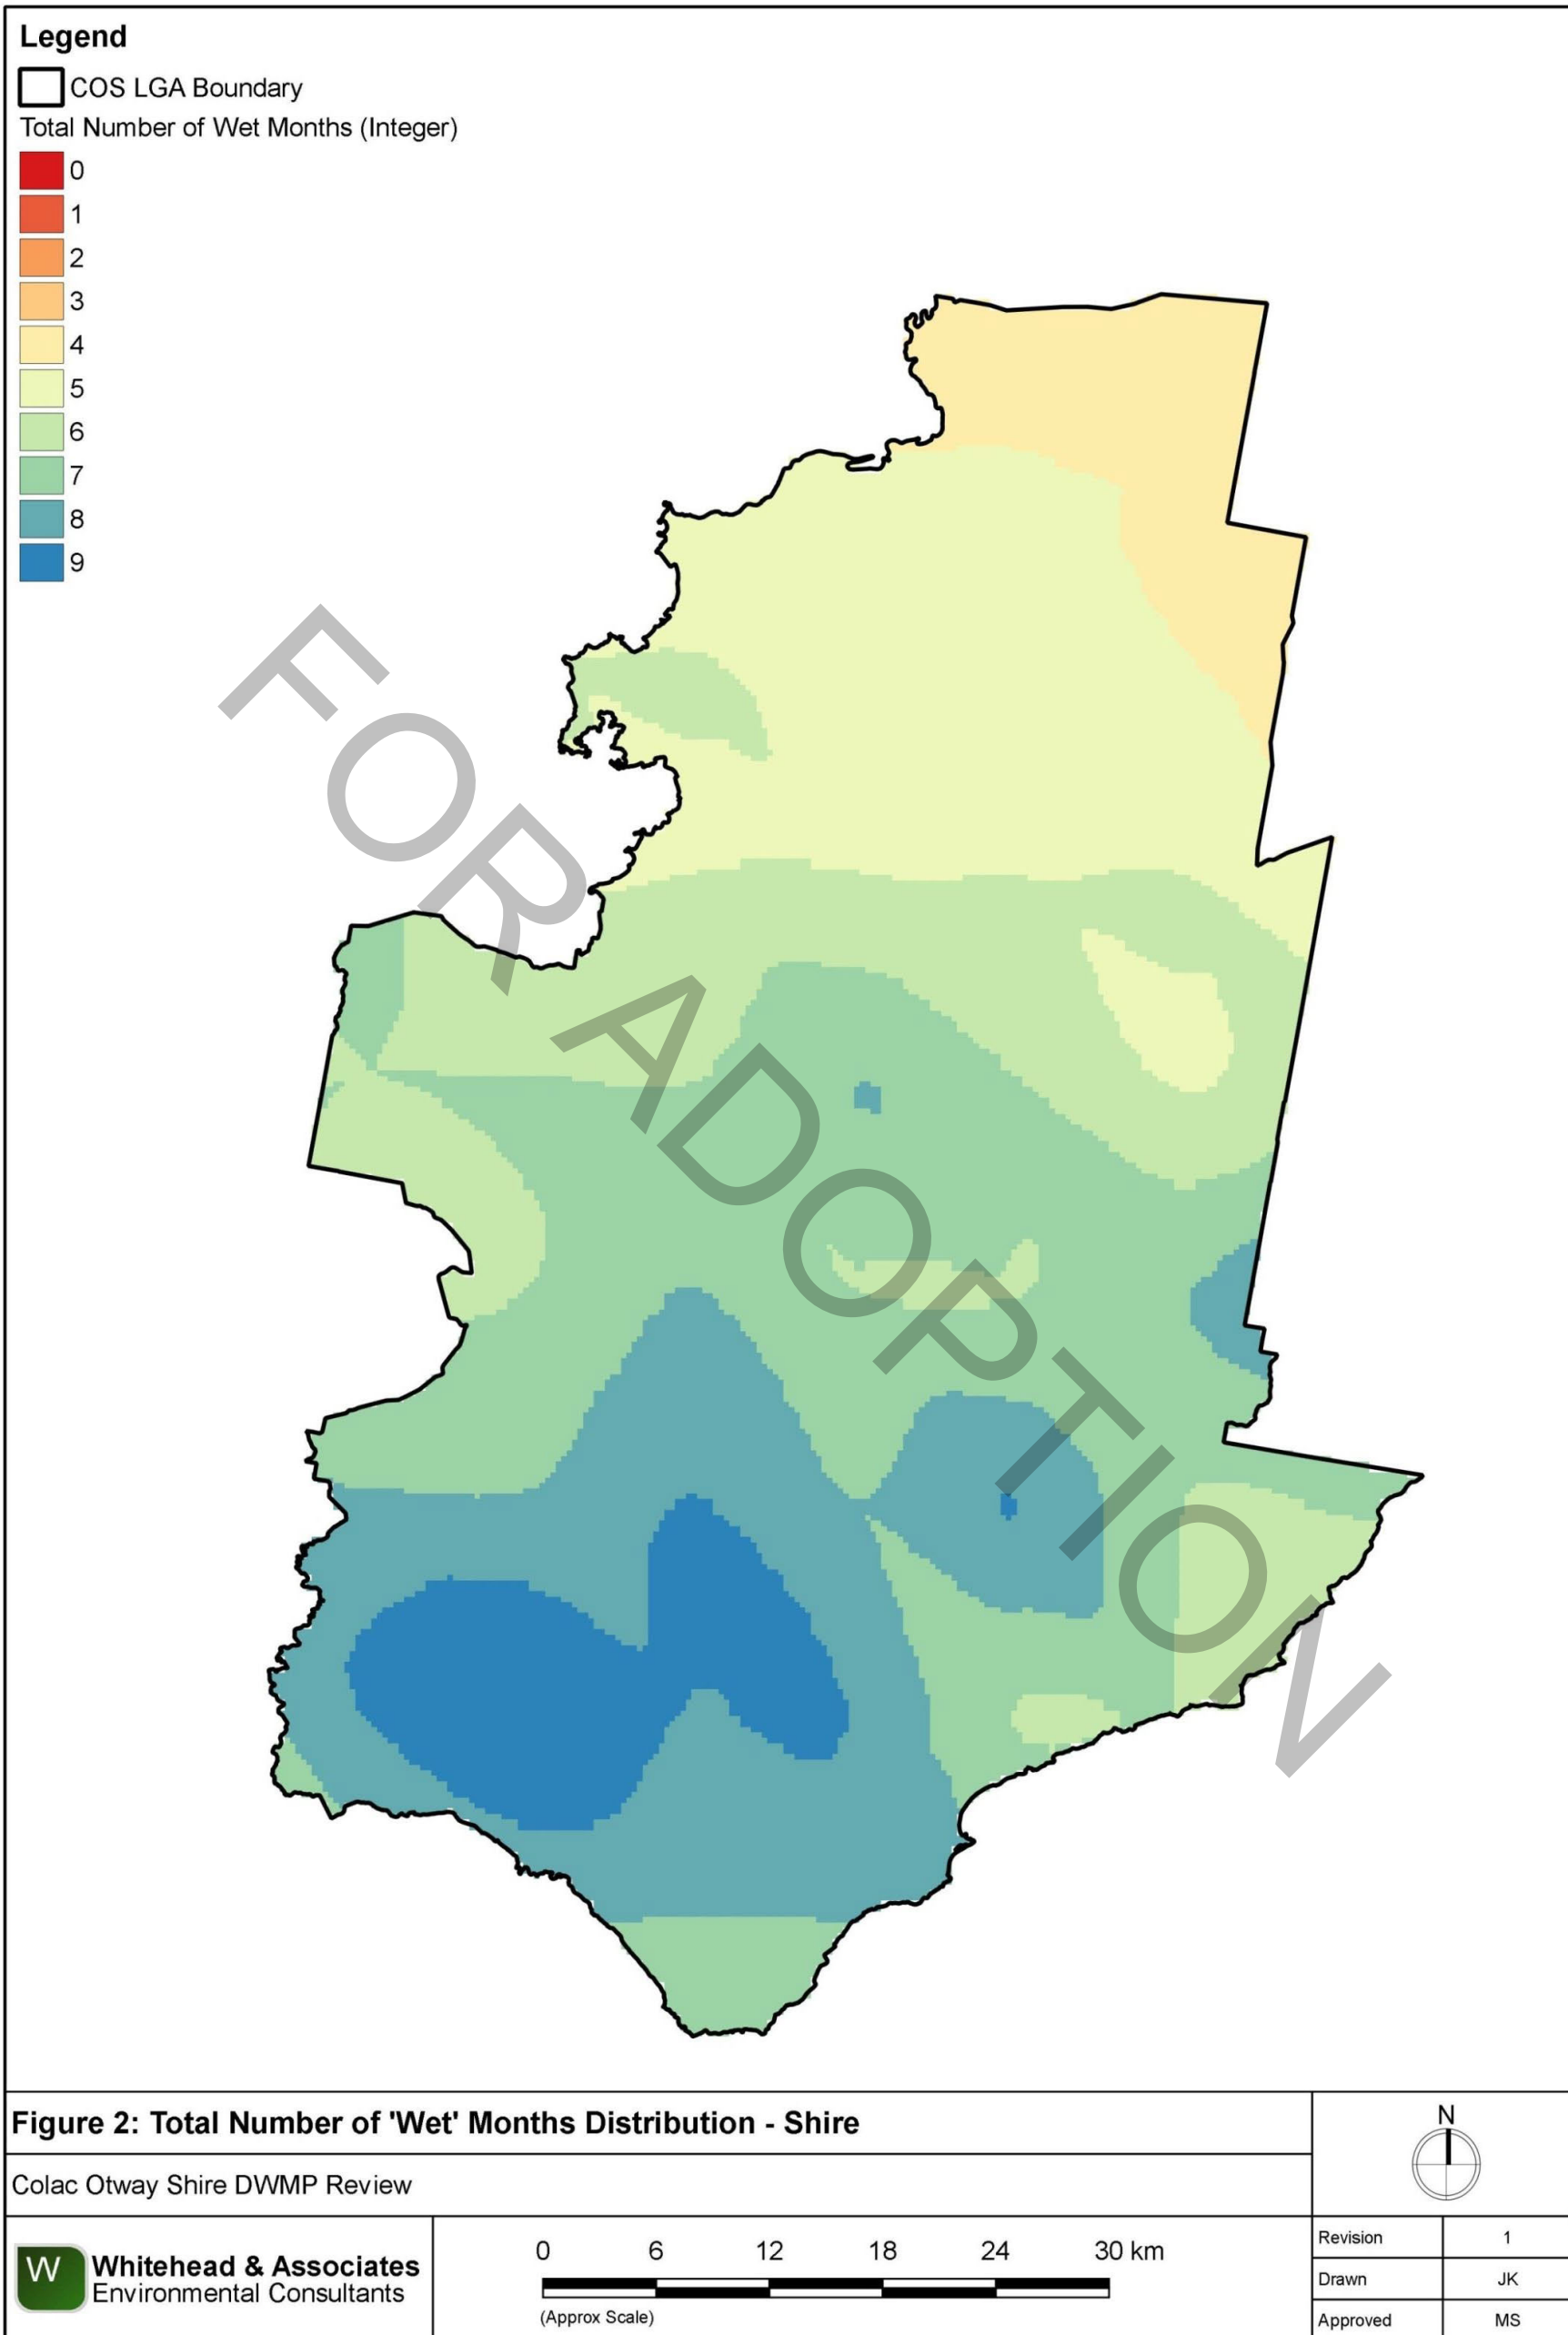 Legend
COS LGA Boundary
Total Number of Wet Months (Integer)
0
1
2
3
4
5
6
7
8
9
FOR ADOPTION
Figure 2: Total Number of 'Wet' Months Distribution - Shire
N
Colac Otway Shire DWMP Review
W
Whitehead & Associates
Environmental Consultants
0 6 12 18 24 30 km
(Approx Scale)
Revision 1
Drawn JK
Approved MS